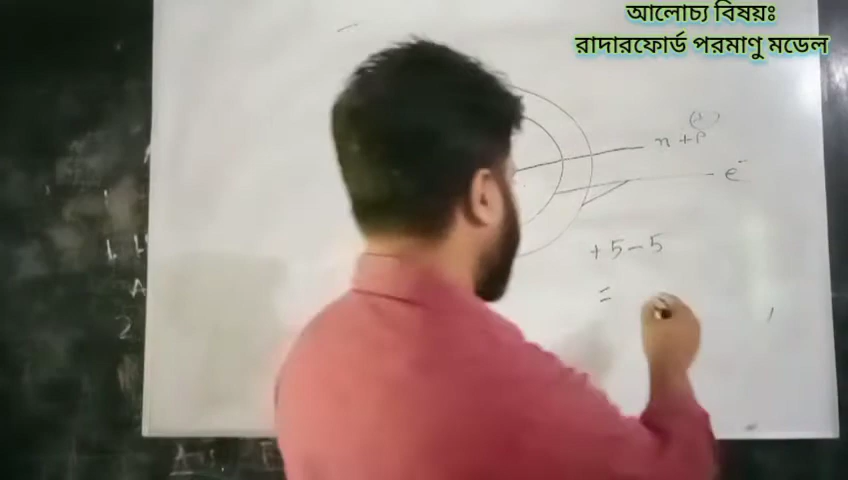 আলোচ্য বিষয়ঃ
রাদারফোর্ড পরমাণু মডেল
n + P
e⁻
+5-5
=